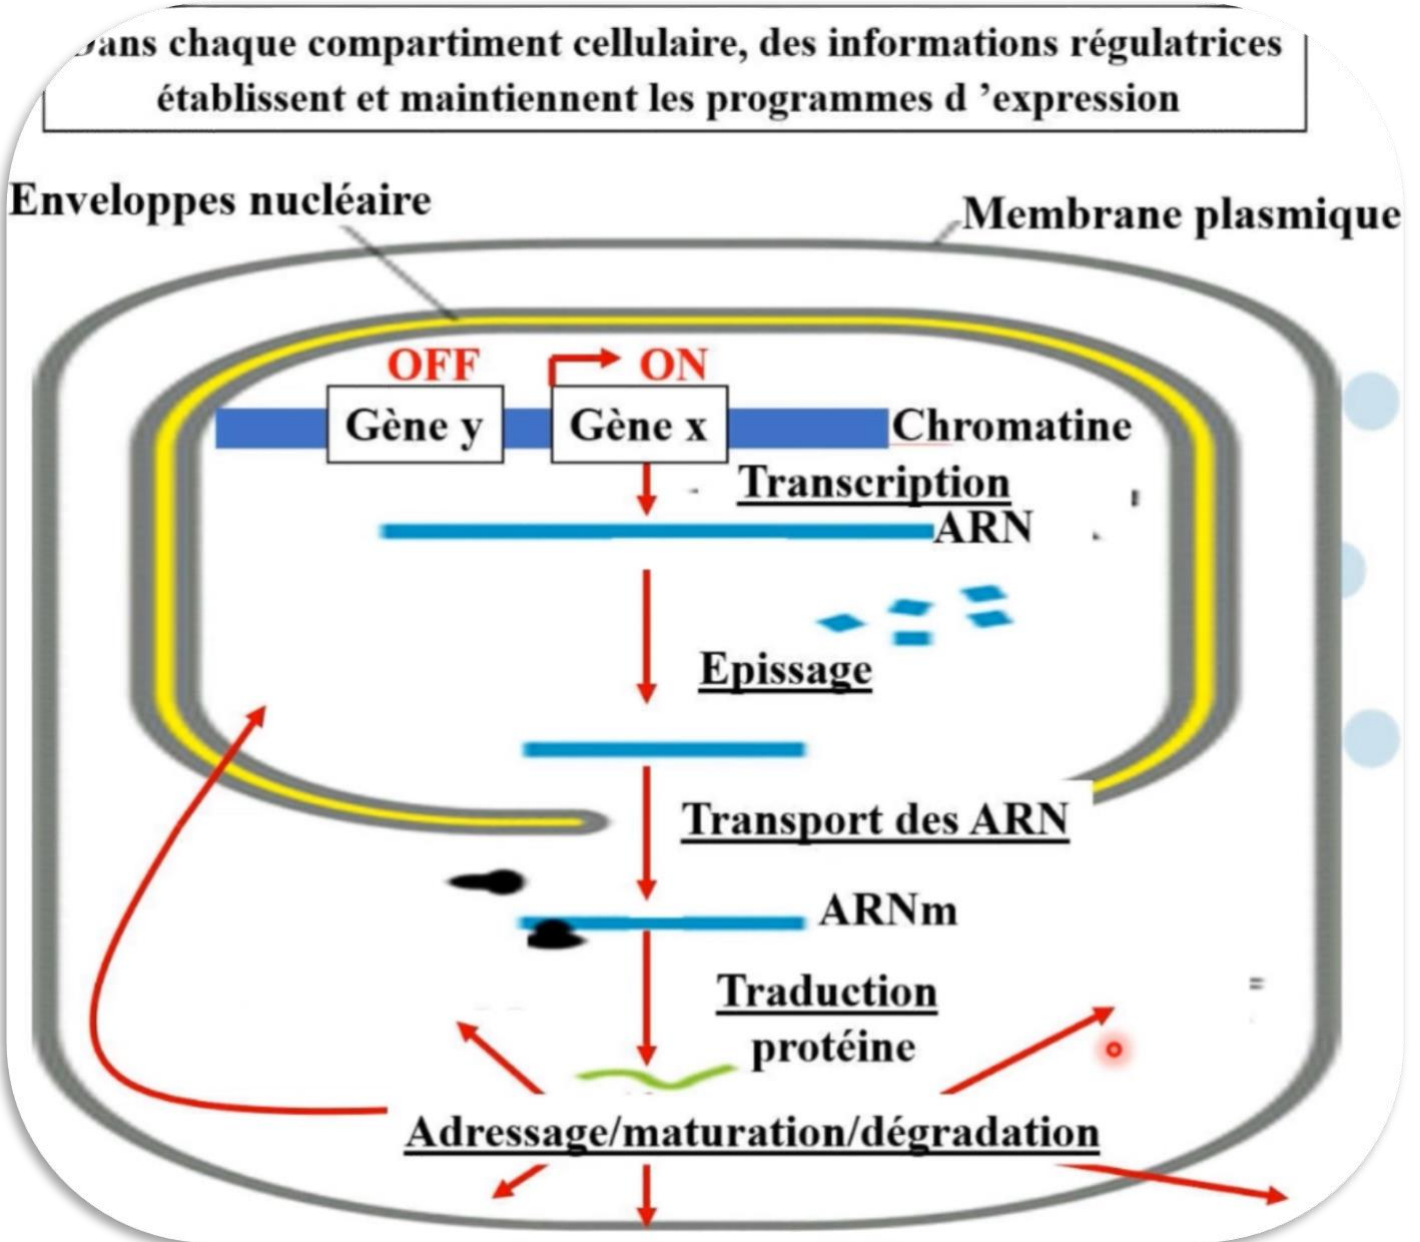 Dans chaque compartiment cellulaire, des informations régulatrices
établissent et maintiennent les programmes d ’expression
Enveloppes nucléaire
Membrane plasmique
OFF
ON
Gène y
Gène x
Chromatine
Transcription
ARN
Epissage
Transport des ARN
ARNm
Traduction
protéine
Adressage/maturation/dégradation